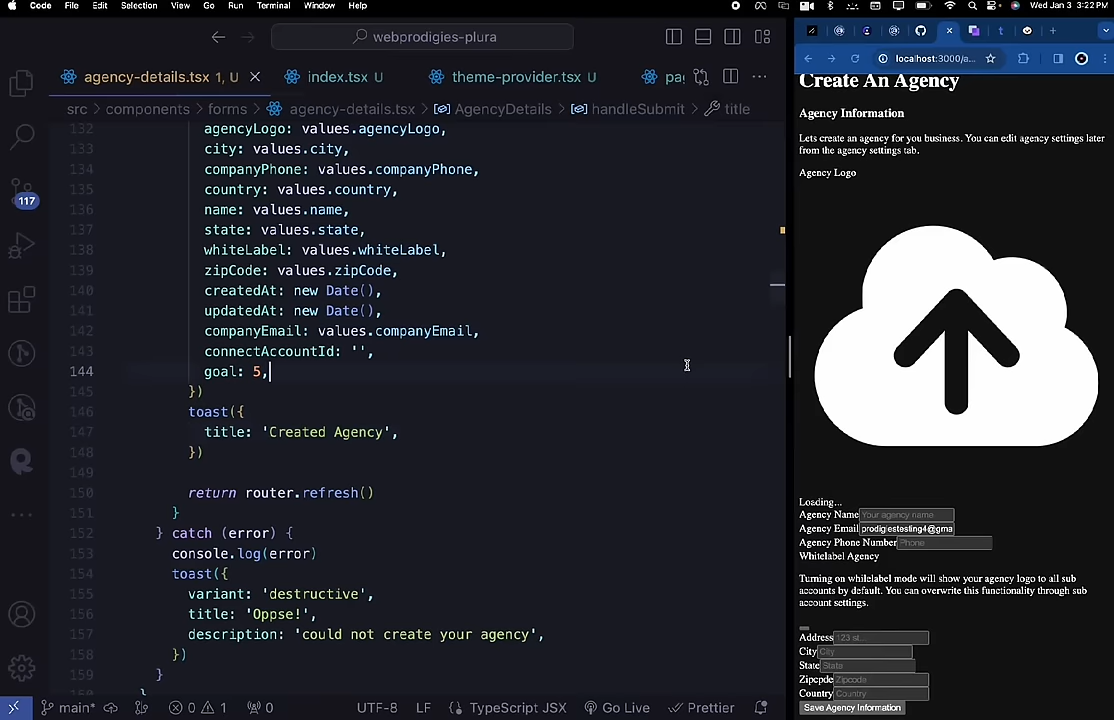 Code File Edit Selection View Go Run Terminal Window Help
Wed Jan 3 3:22 PM
webprodigies-plura
agency-details.tsx 1, U
index.tsx U
theme-provider.tsx U
src > components > forms > agency-details.tsx > AgencyDetails > handleSubmit > title
132 agencyLogo: values.agencyLogo,
133 city: values.city,
134 companyPhone: values.companyPhone,
135 country: values.country,
136 name: values.name,
137 state: values.state,
138 whiteLabel: values.whiteLabel,
139 zipCode: values.zipCode,
140 createdAt: new Date(),
141 updatedAt: new Date(),
142 companyEmail: values.companyEmail,
143 connectAccountId: '',
144 goal: 5,
145 })
146 toast({
147 title: 'Created Agency',
148 })
149
150 return router.refresh()
151 }
152 } catch (error) {
153 console.log(error)
154 toast({
155 variant: 'destructive',
156 title: 'Oppse!',
157 description: 'could not create your agency',
158 })
159 }
117
main*
0 1
0
UTF-8
LF
TypeScript JSX
Go Live
Prettier
localhost:3000/a...
Create An Agency
Agency Information
Lets create an agency for you business. You can edit agency settings later
from the agency settings tab.
Agency Logo
Loading...
Agency Name Your agency name
Agency Email prodigiestesting4@gma
Agency Phone Number Phone
Whitelabel Agency
Turning on whilelabel mode will show your agency logo to all sub
accounts by default. You can overwrite this functionality through sub
account settings.
Address 123 st...
City City
State State
Zipcpde Zipcode
Country Country
Save Agency Information